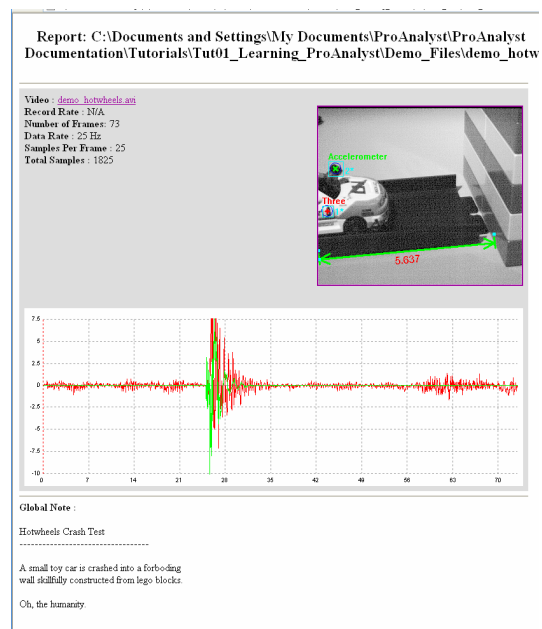 Report: C:\Documents and Settings\My Documents\ProAnalyst\ProAnalyst
Documentation\Tutorials\Tut01_Learning_ProAnalyst\Demo_Files\demo_hotw
Video : demo_hotwheels.avi
Record Rate : N/A
Number of Frames: 73
Data Rate : 25 Hz
Samples Per Frame : 25
Total Samples : 1825
Accelerometer
Three
5.637
7.5
5
2.5
0
-2.5
-5
-7.5
-10
0 7 14 21 28 35 42 49 56 63 70
Global Note :
Hotwheels Crash Test
----------------------------------
A small toy car is crashed into a forboding
wall skillfully constructed from lego blocks.
Oh, the humanity.